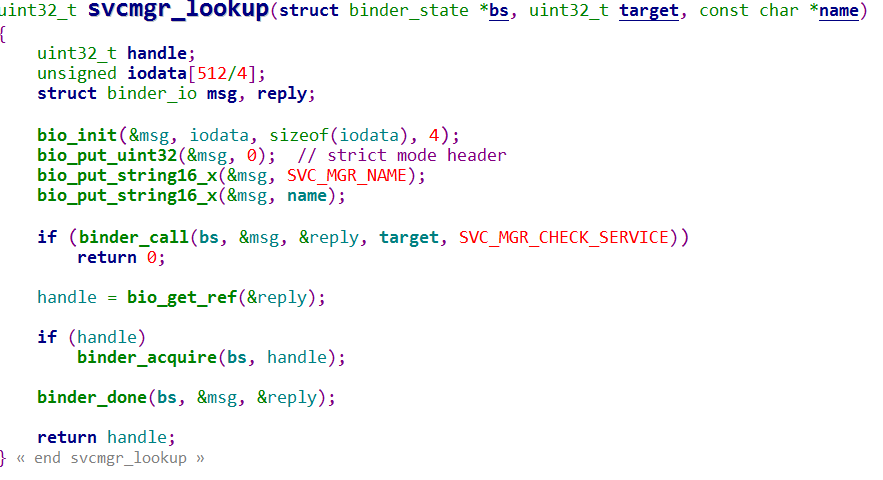 uint32_t svcmgr_lookup(struct binder_state *bs, uint32_t target, const char *name)
{
    uint32_t handle;
    unsigned iodata[512/4];
    struct binder_io msg, reply;

    bio_init(&msg, iodata, sizeof(iodata), 4);
    bio_put_uint32(&msg, 0);  // strict mode header
    bio_put_string16_x(&msg, SVC_MGR_NAME);
    bio_put_string16_x(&msg, name);

    if (binder_call(bs, &msg, &reply, target, SVC_MGR_CHECK_SERVICE))
        return 0;

    handle = bio_get_ref(&reply);

    if (handle)
        binder_acquire(bs, handle);

    binder_done(bs, &msg, &reply);

    return handle;
} « end svcmgr_lookup »